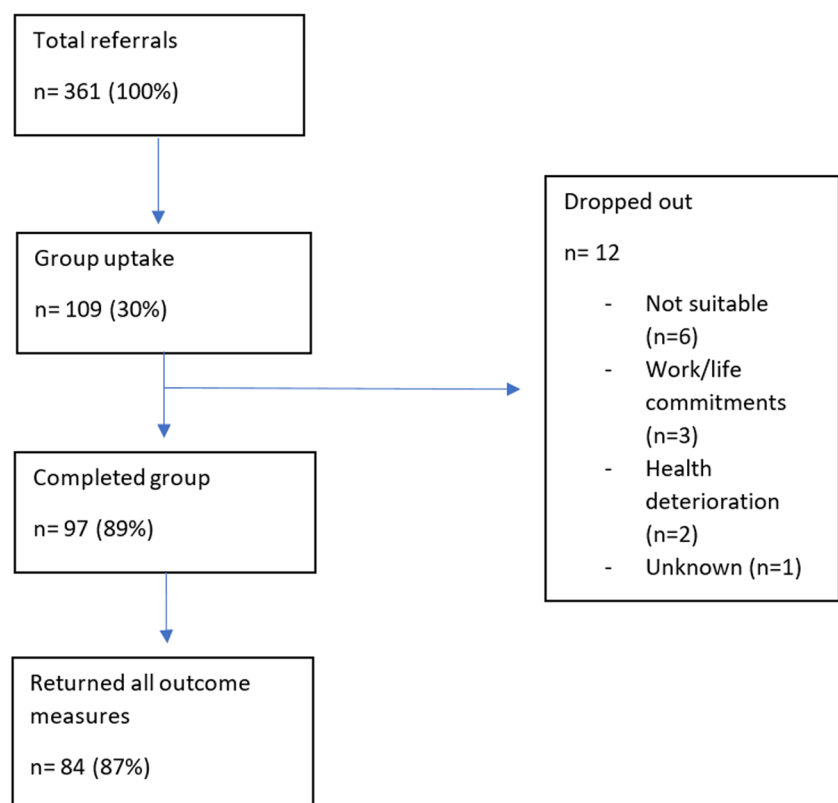 Total referrals
n= 361 (100%)
Group uptake
n= 109 (30%)
Dropped out
n= 12
- Not suitable
(n=6)
- Work/life
commitments
(n=3)
- Health
deterioration
(n=2)
- Unknown (n=1)
Completed group
n= 97 (89%)
Returned all outcome
measures
n= 84 (87%)